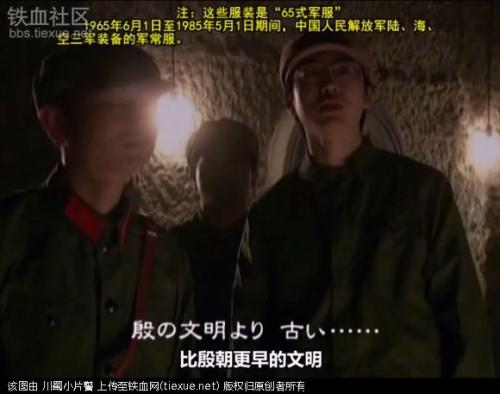 铁血社区
bbs.tiexue.net
注：这些服装是“65式军服”
1965年6月1日至1985年5月1日期间，中国人民解放军陆、海、
空三军装备的军常服。
殷の文明より 古い……
比殷朝更早的文明
该图由 川蜀小片警 上传至铁血网(tiexue.net) 版权归原创者所有